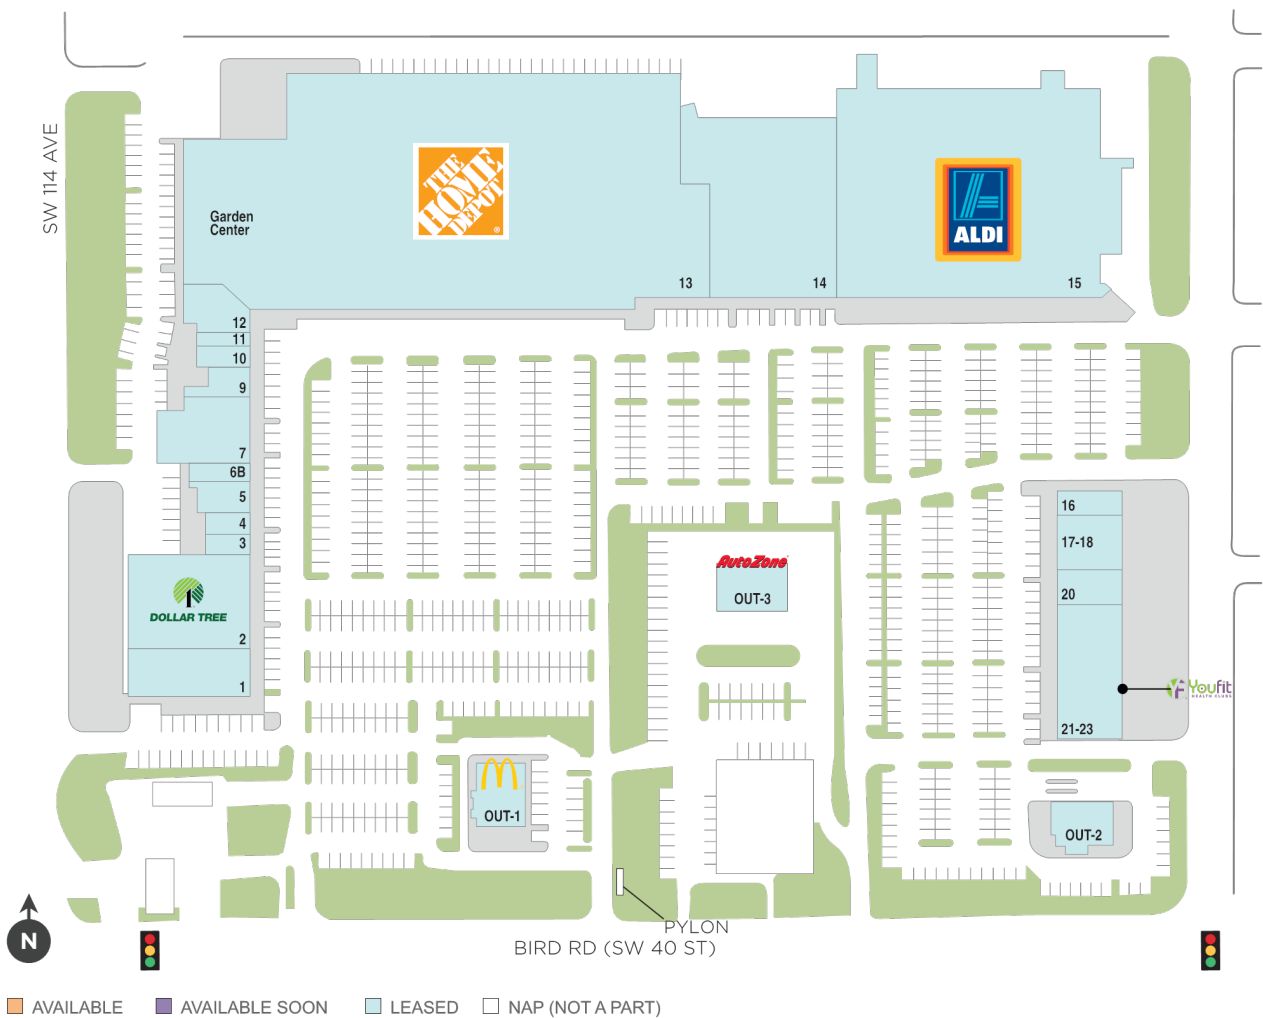 SW 114 AVE
THE
HOME
DEPOT
®
Garden
Center
ALDI
13
14
15
12
11
10
9
7
6B
5
4
3
DOLLAR TREE
2
1
AutoZone
OUT-3
16
17-18
20
21-23
Youfit
HEALTH CLUBS
OUT-1
OUT-2
PYLON
BIRD RD (SW 40 ST)
N
AVAILABLE
AVAILABLE SOON
LEASED
NAP (NOT A PART)